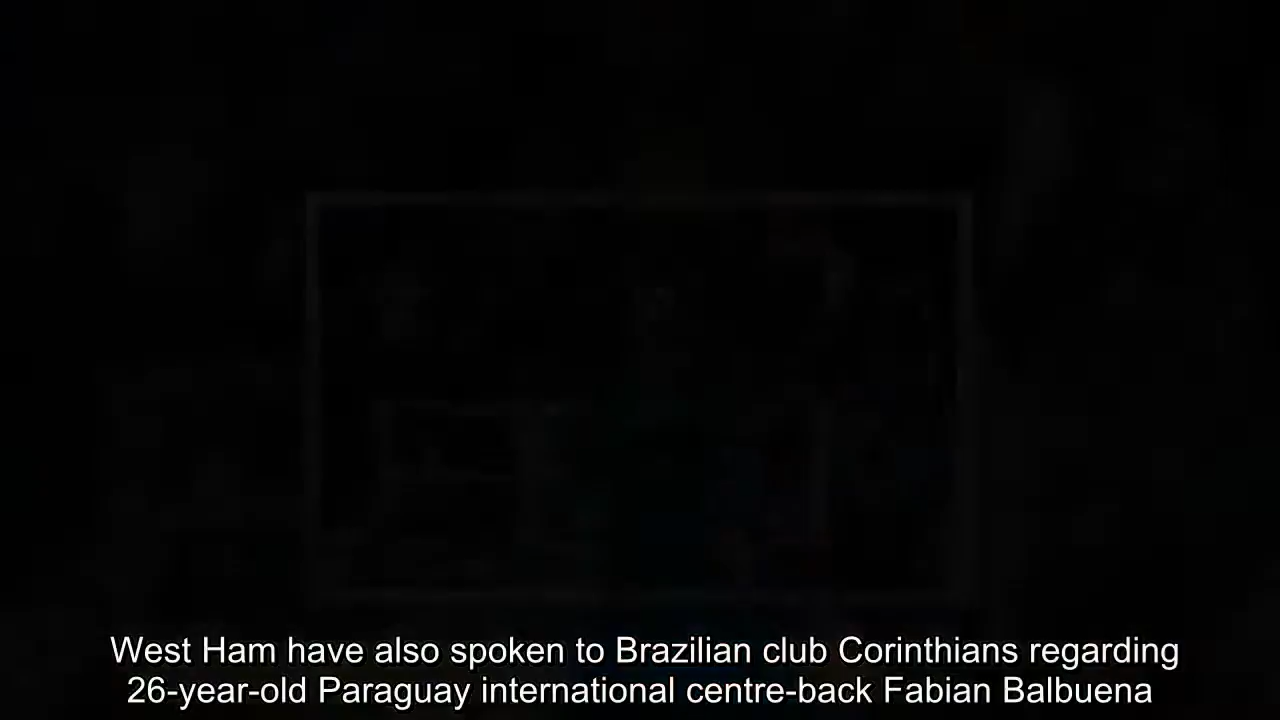 West Ham have also spoken to Brazilian club Corinthians regarding
26-year-old Paraguay international centre-back Fabian Balbuena